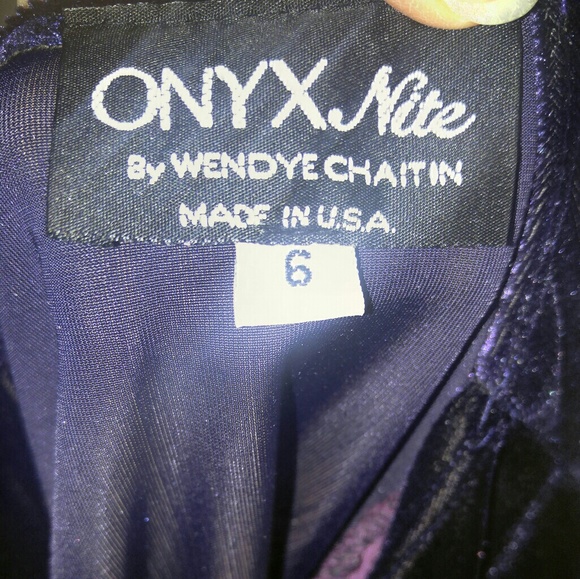 ONYX Nite
By WENDYE CHAITIN
MADE IN U.S.A.
6